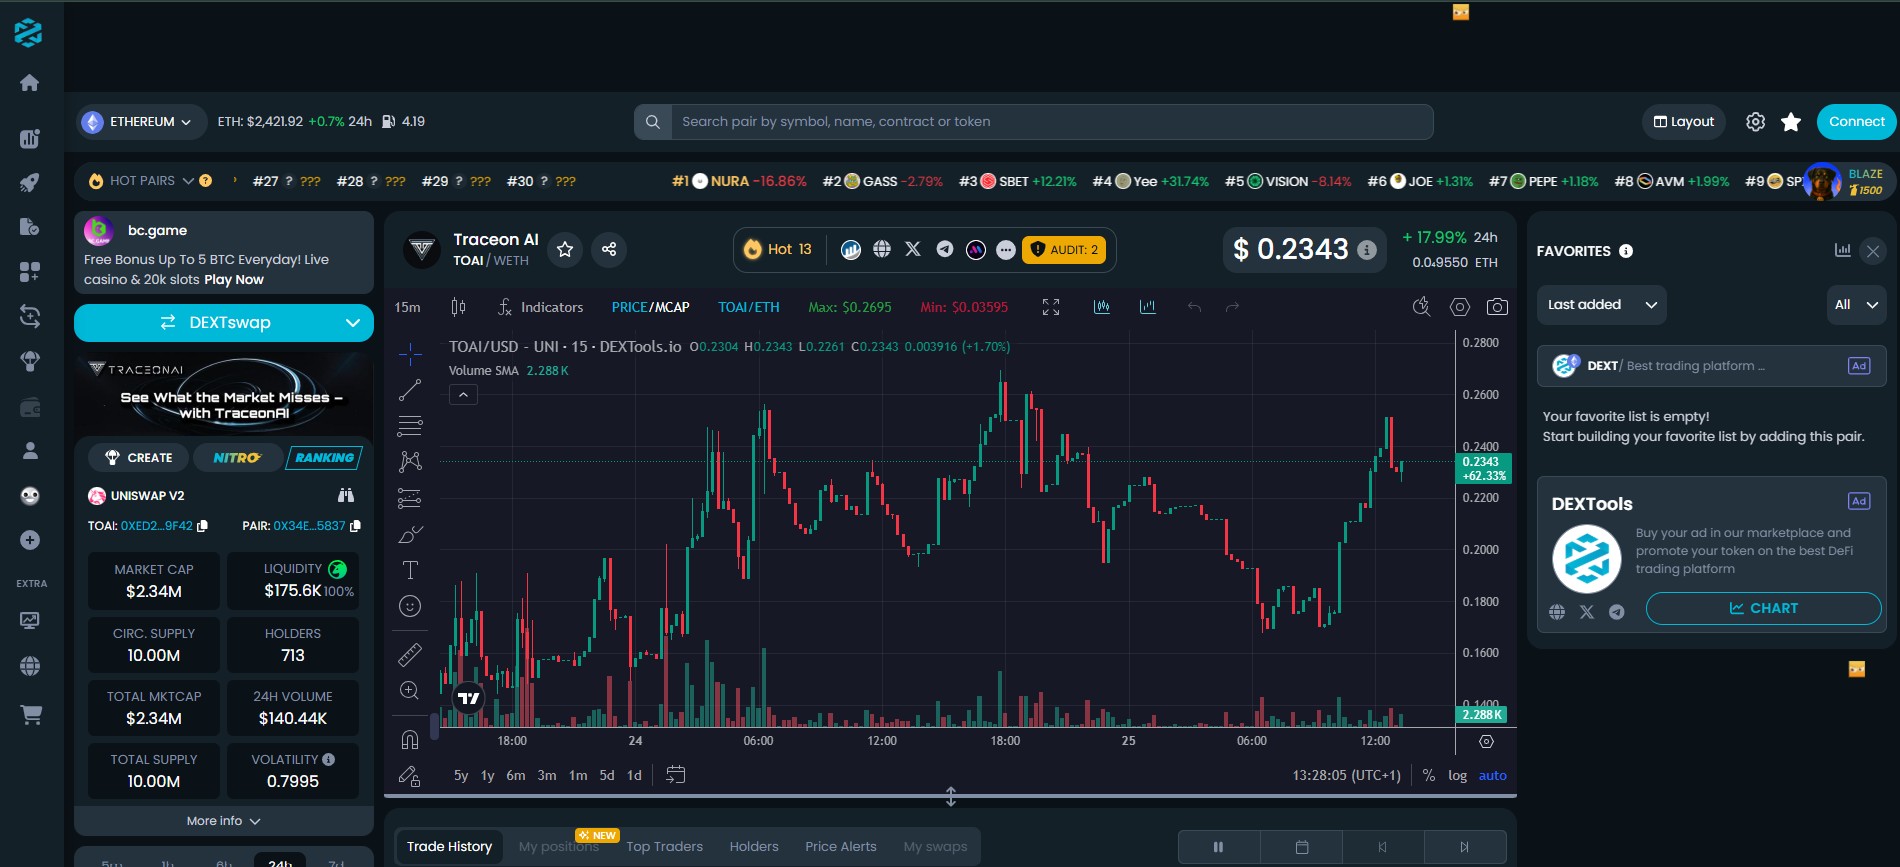 ETHEREUM
ETH: $2,421.92 +0.7% 24h 4.19
Search pair by symbol, name, contract or token
Layout
Connect
HOT PAIRS ? › #27 ? ??? #28 ? ??? #29 ? ??? #30 ? ??? #1 NURA -16.86% #2 GASS -2.79% #3 SBET +12.21% #4 Yee +31.74% #5 VISION -8.14% #6 JOE +1.31% #7 PEPE +1.18% #8 AVM +1.99% #9
BLAZE
1500
bc.game
Free Bonus Up To 5 BTC Everyday! Live
casino & 20k slots Play Now
DEXTswap
TRACEONAI
See What the Market Misses –
with TraceonAI
CREATE
NITRO
RANKING
UNISWAP V2
TOAI: 0XED2...9F42 PAIR: 0X34E...5837
MARKET CAP
$2.34M
LIQUIDITY
$175.6K 100%
CIRC. SUPPLY
10.00M
HOLDERS
713
TOTAL MKTCAP
$2.34M
24H VOLUME
$140.44K
TOTAL SUPPLY
10.00M
VOLATILITY
0.7995
More info
5m 1h 6h 24h 7d
EXTRA
Traceon AI
TOAI / WETH
Hot 13
AUDIT: 2
$ 0.2343
+ 17.99% 24h
0.0₄9550 ETH
15m Indicators PRICE/MCAP TOAI/ETH Max: $0.2695 Min: $0.03595
TOAI/USD - UNI · 15 · DEXTools.io O0.2304 H0.2343 L0.2261 C0.2343 0.003916 (+1.70%)
Volume SMA 2.288K
0.2800
0.2600
0.2400
0.2343
+62.33%
0.2200
0.2000
0.1800
0.1600
0.1400
2.288K
18:00 24 06:00 12:00 18:00 25 06:00 12:00
5y 1y 6m 3m 1m 5d 1d
13:28:05 (UTC+1) % log auto
Trade History
My positions
NEW
Top Traders
Holders
Price Alerts
My swaps
FAVORITES
Last added
All
DEXT/ Best trading platform ...
Ad
Your favorite list is empty!
Start building your favorite list by adding this pair.
DEXTools
Ad
Buy your ad in our marketplace and
promote your token on the best DeFi
trading platform
CHART